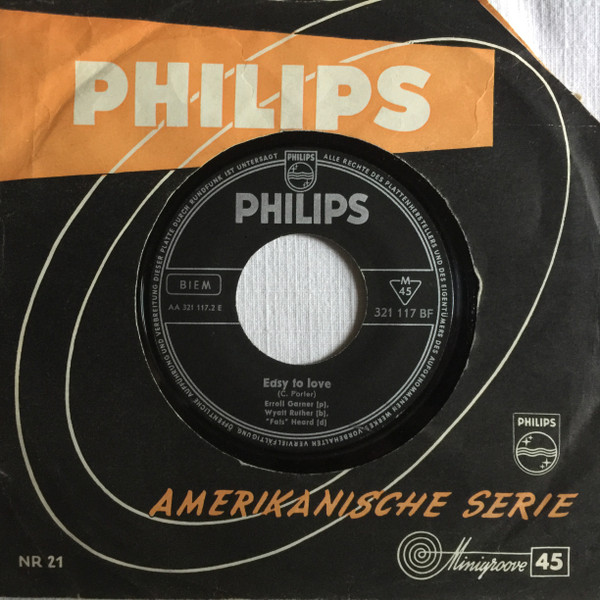 PHILIPS
ALLE RECHTE DES PLATTENHERSTELLERS UND DES EIGENTÜMERS DES AUFGENOMMENEN WERKES VORBEHALTEN VERVIELFÄLTIGUNG, ÖFFENTLICHE AUFFÜHRUNG UND VERBREITUNG DIESER PLATTE DURCH RUNDFUNK IST UNTERSAGT
PHILIPS
PHILIPS
BIEM
M
45
AA 321 117.2 E
321 117 BF
Easy to love
(C. Porter)
Erroll Garner (p),
Wyatt Ruther (b),
"Fats" Heard (d)
PHILIPS
AMERIKANISCHE SERIE
NR 21
Minigroove 45